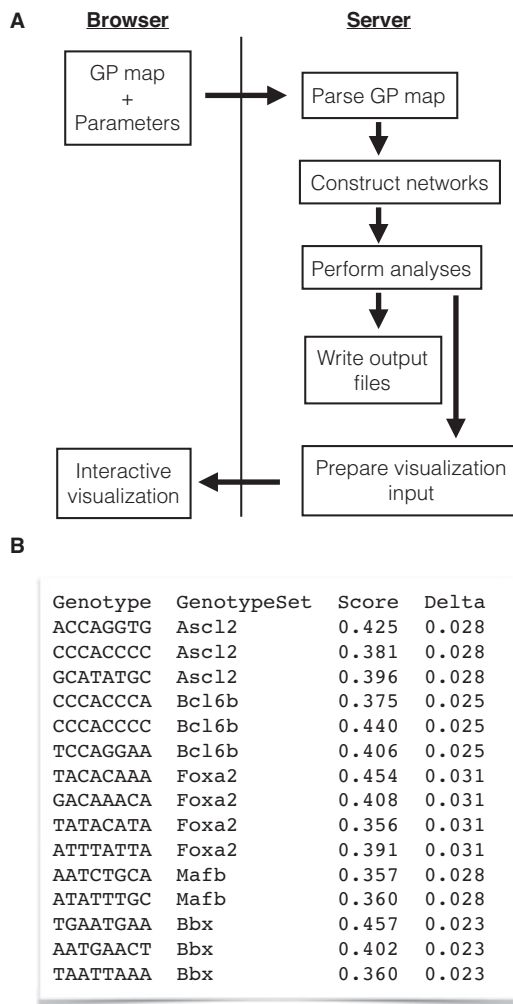 A
Browser
Server
GP map
+
Parameters
Parse GP map
Construct networks
Perform analyses
Write output
files
Interactive
visualization
Prepare visualization
input
B
Genotype GenotypeSet Score Delta
ACCAGGTG Ascl2 0.425 0.028
CCCACCCC Ascl2 0.381 0.028
GCATATGC Ascl2 0.396 0.028
CCCACCCA Bcl6b 0.375 0.025
CCCACCCC Bcl6b 0.440 0.025
TCCAGGAA Bcl6b 0.406 0.025
TACACAAA Foxa2 0.454 0.031
GACAAACA Foxa2 0.408 0.031
TATACATA Foxa2 0.356 0.031
ATTTATTA Foxa2 0.391 0.031
AATCTGCA Mafb 0.357 0.028
ATATTTGC Mafb 0.360 0.028
TGAATGAA Bbx 0.457 0.023
AATGAACT Bbx 0.402 0.023
TAATTAAA Bbx 0.360 0.023